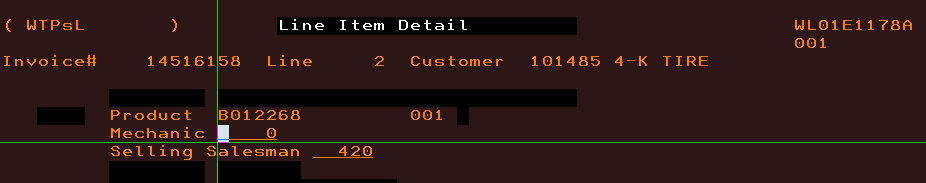 ( WTPsL ) Line Item Detail WL01E1178A
001
Invoice# 14516158 Line 2 Customer 101485 4-K TIRE
Product B012268 001
Mechanic 0
Selling Salesman 420